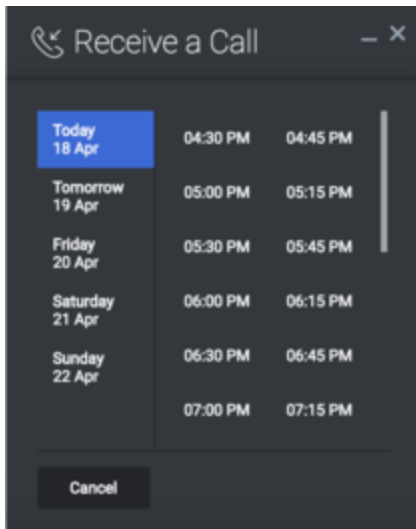 Receive a Call
Today
18 Apr
04:30 PM 04:45 PM
Tomorrow
19 Apr
05:00 PM 05:15 PM
Friday
20 Apr
05:30 PM 05:45 PM
Saturday
21 Apr
06:00 PM 06:15 PM
Sunday
22 Apr
06:30 PM 06:45 PM
07:00 PM 07:15 PM
Cancel